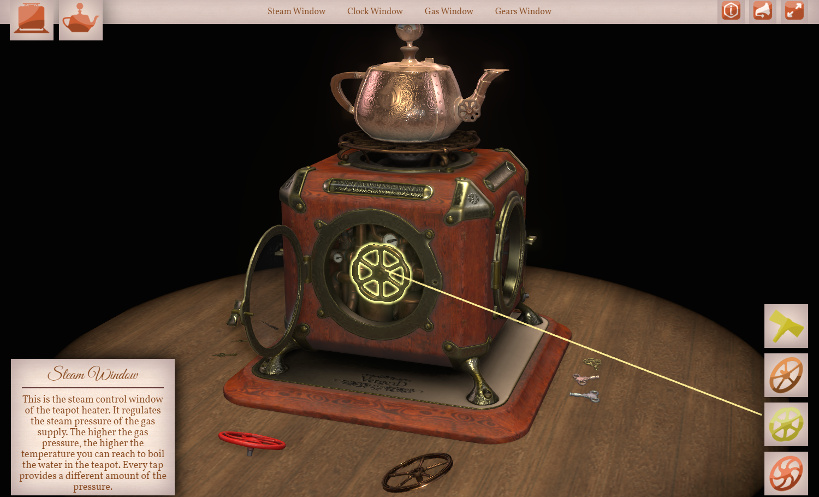 Steam Window
Clock Window
Gas Window
Gears Window
Steam Window
This is the steam control window
of the teapot heater. It regulates
the steam pressure of the gas
supply. The higher the gas
pressure, the higher the
temperature you can reach to boil
the water in the teapot. Every tap
provides a different amount of the
pressure.